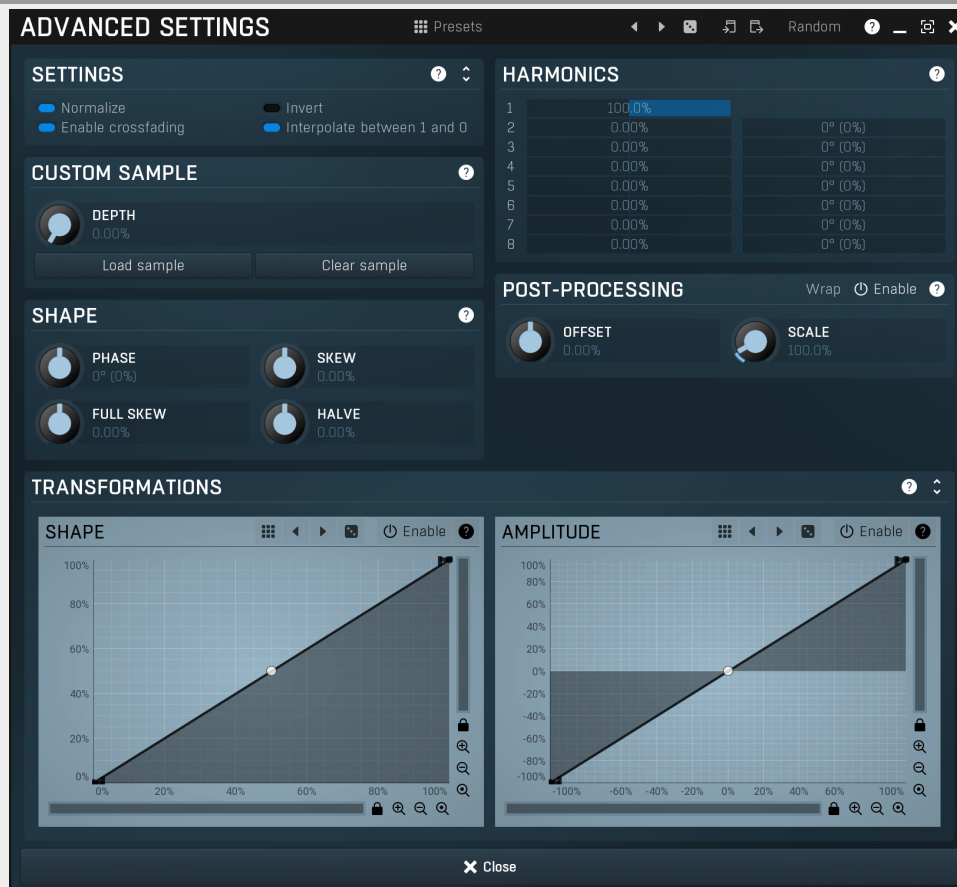 ADVANCED SETTINGS Presets Random ?
SETTINGS ?
Normalize Invert
Enable crossfading Interpolate between 1 and 0
CUSTOM SAMPLE ?
DEPTH
0.00%
Load sample Clear sample
SHAPE ?
PHASE SKEW
0° (0%) 0.00%
FULL SKEW HALVE
0.00% 0.00%
HARMONICS ?
1 100.0%
2 0.00% 0° (0%)
3 0.00% 0° (0%)
4 0.00% 0° (0%)
5 0.00% 0° (0%)
6 0.00% 0° (0%)
7 0.00% 0° (0%)
8 0.00% 0° (0%)
POST-PROCESSING Wrap Enable ?
OFFSET SCALE
0.00% 100.0%
TRANSFORMATIONS ?
SHAPE Enable ?
100%
80%
60%
40%
20%
0%
0% 20% 40% 60% 80% 100%
AMPLITUDE Enable ?
100%
80%
60%
40%
20%
0%
-20%
-40%
-60%
-80%
-100%
-100% -60% -40% -20% 0% 20% 40% 60% 100%
Close